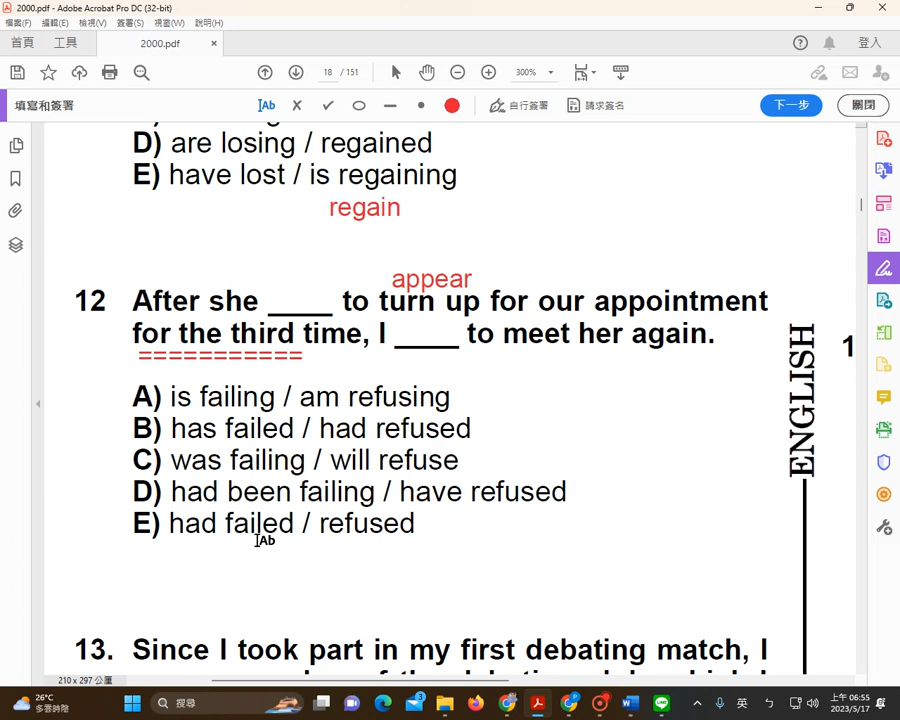 2000.pdf - Adobe Acrobat Pro DC (32-bit)
檔案(F) 編輯(E) 檢視(V) 簽署(S) 視窗(W) 說明(H)
首頁 工具 2000.pdf × 登入
18 / 151 300%
填寫和簽署 Ab 自行簽署 請求簽名 下一步 關閉
D) are losing / regained
E) have lost / is regaining
regain
appear
12 After she ____ to turn up for our appointment
for the third time, I ____ to meet her again.
===========
A) is failing / am refusing
B) has failed / had refused
C) was failing / will refuse
D) had been failing / have refused
E) had failed / refused
Ab
ENGLISH
1
13. Since I took part in my first debating match, I
210 x 297 公厘
26°C
多雲時陰
搜尋
3
英
上午 06:55
2023/5/17